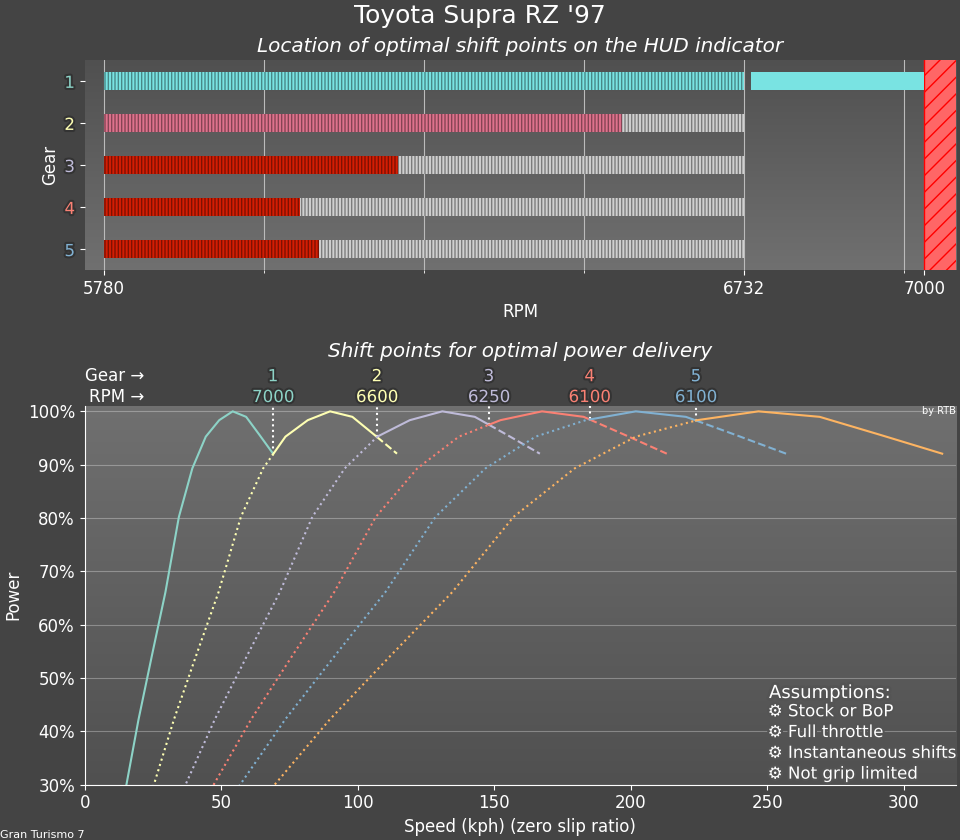 Toyota Supra RZ '97
Location of optimal shift points on the HUD indicator
Gear
1
2
3
4
5
5780 6732 7000
RPM
Shift points for optimal power delivery
Gear → 1 2 3 4 5
RPM → 7000 6600 6250 6100 6100
by RTB
Power
100%
90%
80%
70%
60%
50%
40%
30%
Assumptions:
⚙ Stock or BoP
⚙ Full throttle
⚙ Instantaneous shifts
⚙ Not grip limited
0 50 100 150 200 250 300
Speed (kph) (zero slip ratio)
Gran Turismo 7